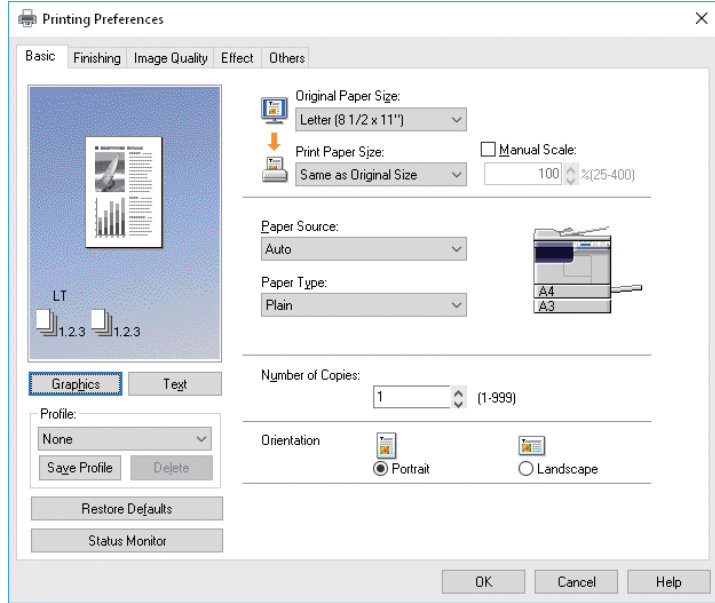 Printing Preferences
Basic Finishing Image Quality Effect Others
Original Paper Size:
Letter (8 1/2 x 11")
Print Paper Size:
Same as Original Size
Manual Scale:
100 %(25-400)
LT
1.2.3 1.2.3
Paper Source:
Auto
Paper Type:
Plain
A4
A3
Graphics Text
Profile:
None
Save Profile Delete
Restore Defaults
Status Monitor
Number of Copies:
1 (1-999)
Orientation
Portrait Landscape
OK Cancel Help